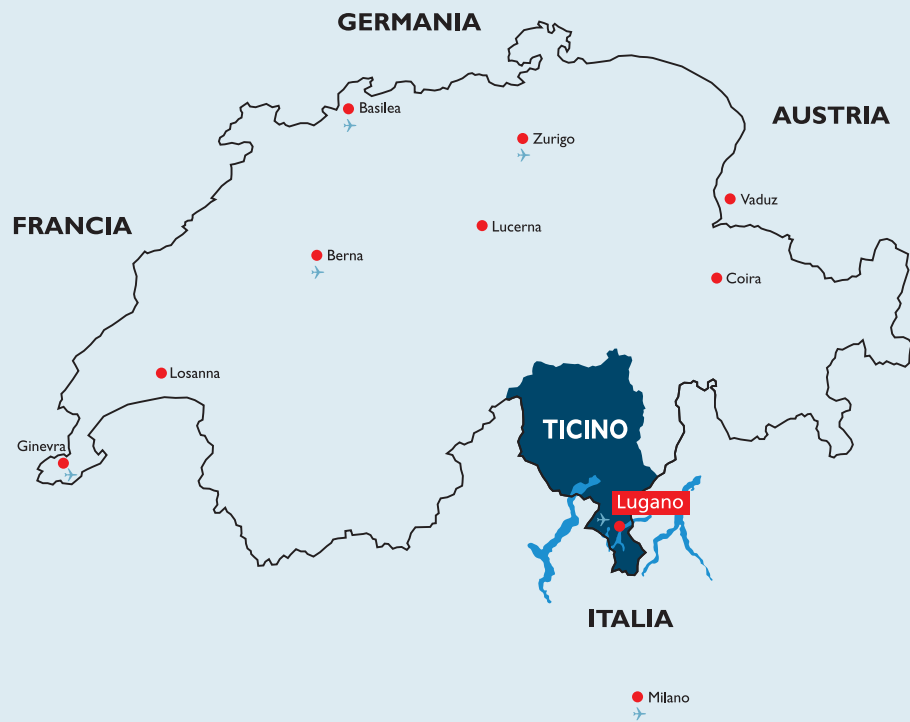 GERMANIA
Basilea
AUSTRIA
Zurigo
Vaduz
FRANCIA
Lucerna
Berna
Coira
Losanna
TICINO
Ginevra
Lugano
ITALIA
Milano